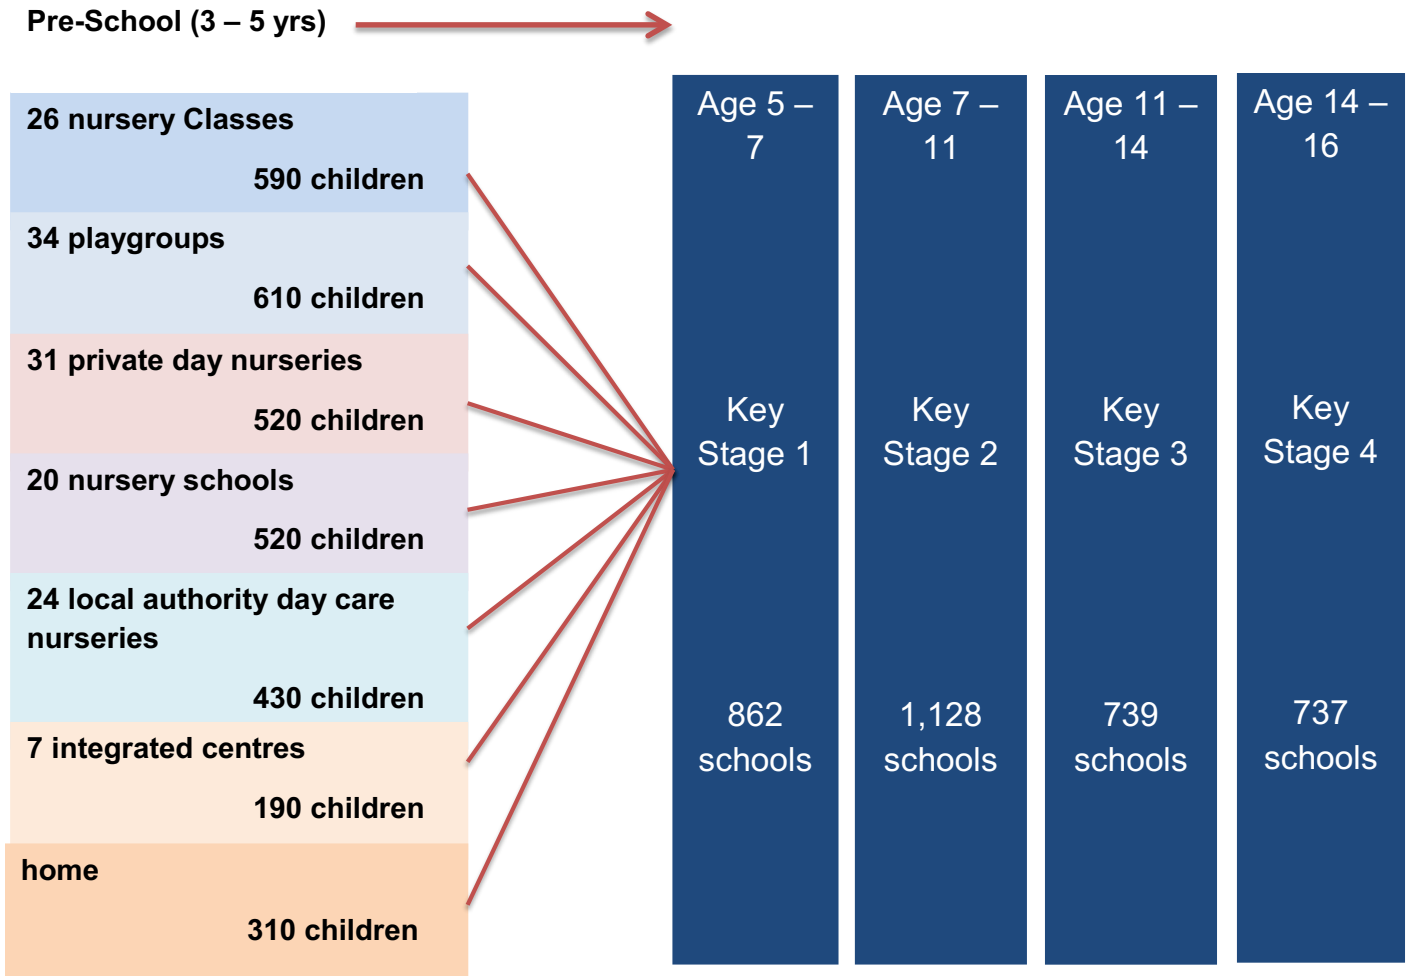 Pre-School (3 – 5 yrs)
26 nursery Classes
590 children
34 playgroups
610 children
31 private day nurseries
520 children
20 nursery schools
520 children
24 local authority day care
nurseries
430 children
7 integrated centres
190 children
home
310 children
Age 5 –
7
Key
Stage 1
862
schools
Age 7 –
11
Key
Stage 2
1,128
schools
Age 11 –
14
Key
Stage 3
739
schools
Age 14 –
16
Key
Stage 4
737
schools